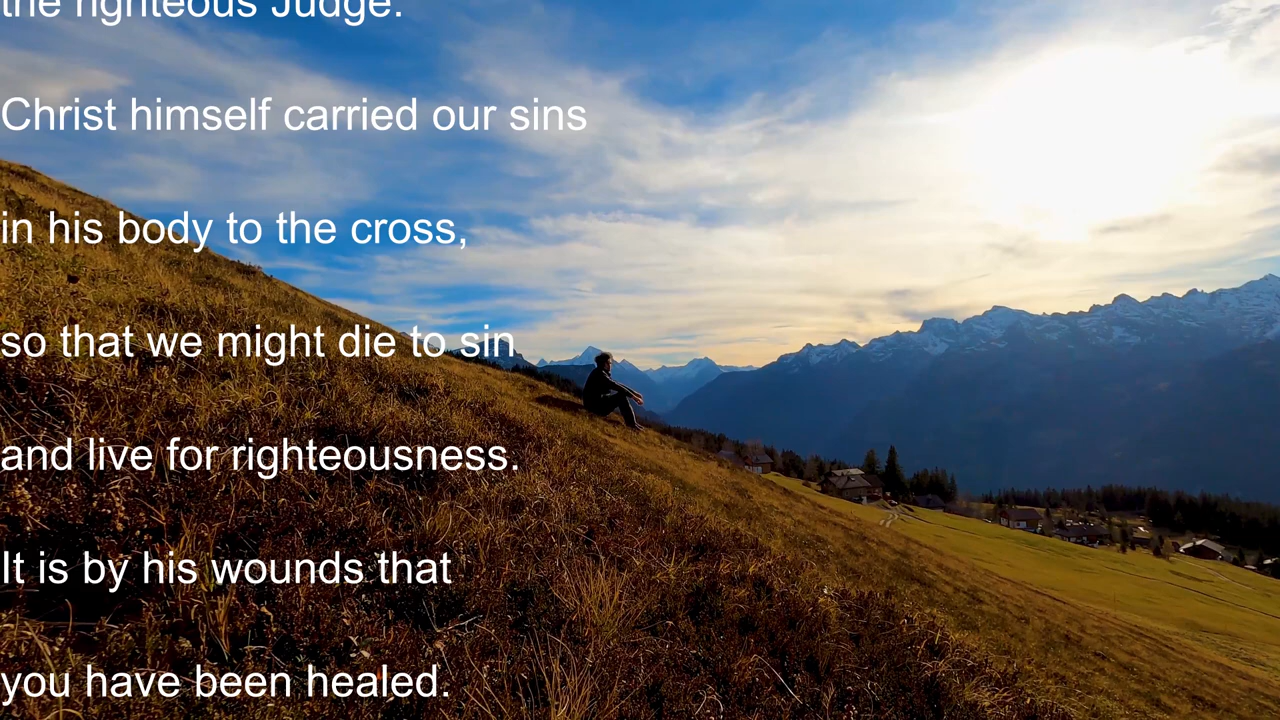 the righteous Judge.
Christ himself carried our sins
in his body to the cross,
so that we might die to sin
and live for righteousness.
It is by his wounds that
you have been healed.